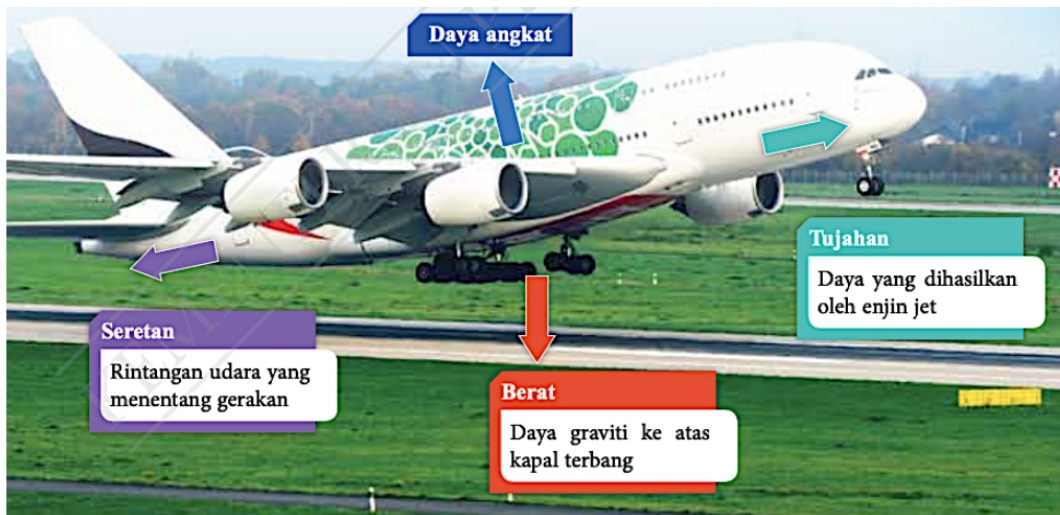 Daya angkat
Tujahan
Daya yang dihasilkan
oleh enjin jet
Seretan
Rintangan udara yang
menentang gerakan
Berat
Daya graviti ke atas
kapal terbang